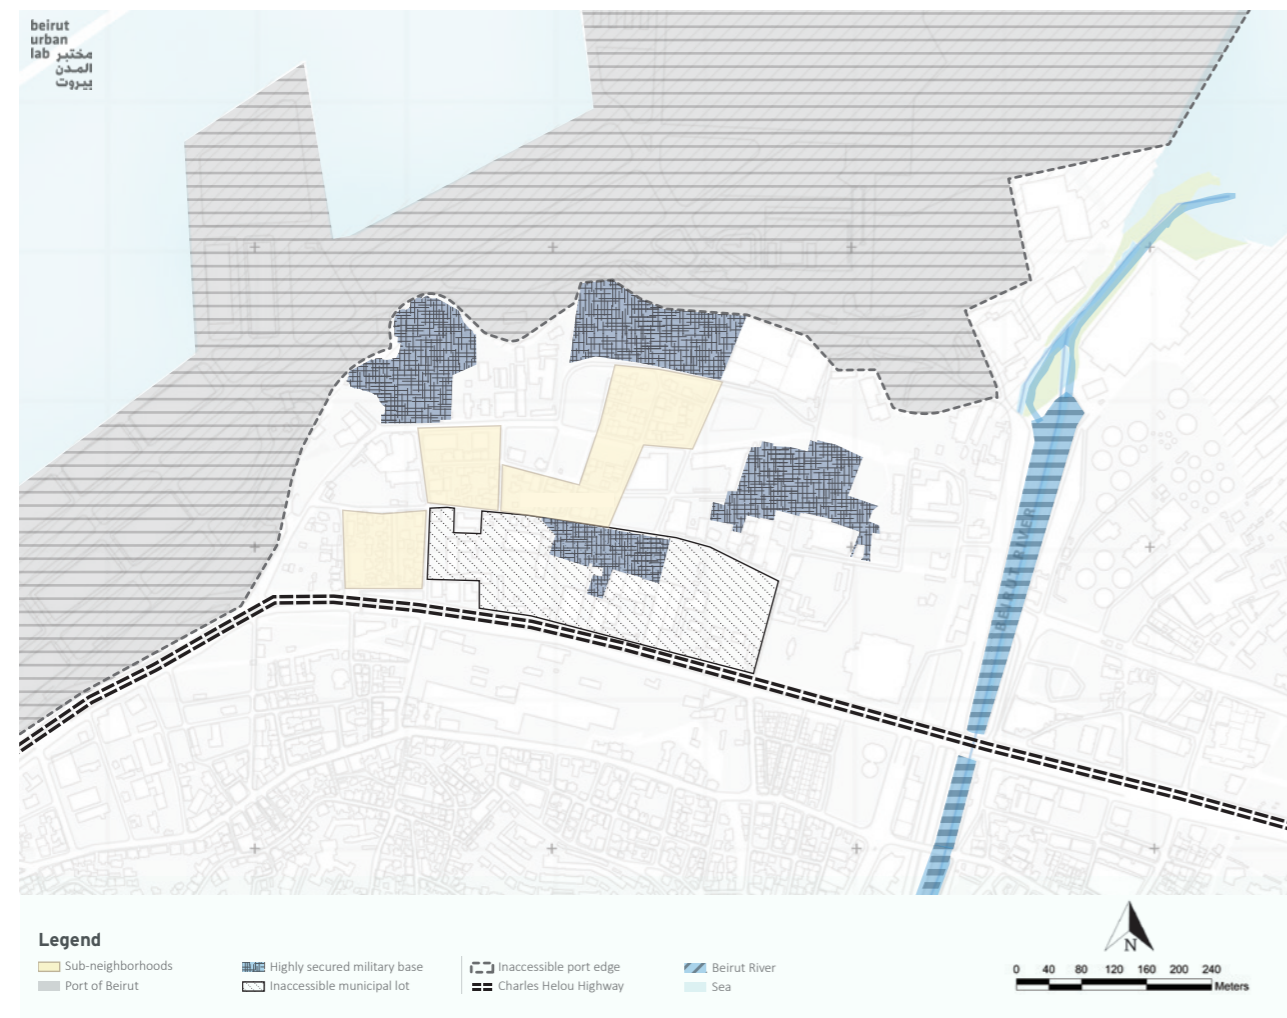 beirut
urban
lab مختبر
المدن
بيروت
BEIRUT RIVER
Legend
Sub-neighborhoods
Port of Beirut
Highly secured military base
Inaccessible municipal lot
Inaccessible port edge
Charles Helou Highway
Beirut River
Sea
N
0 40 80 120 160 200 240
Meters